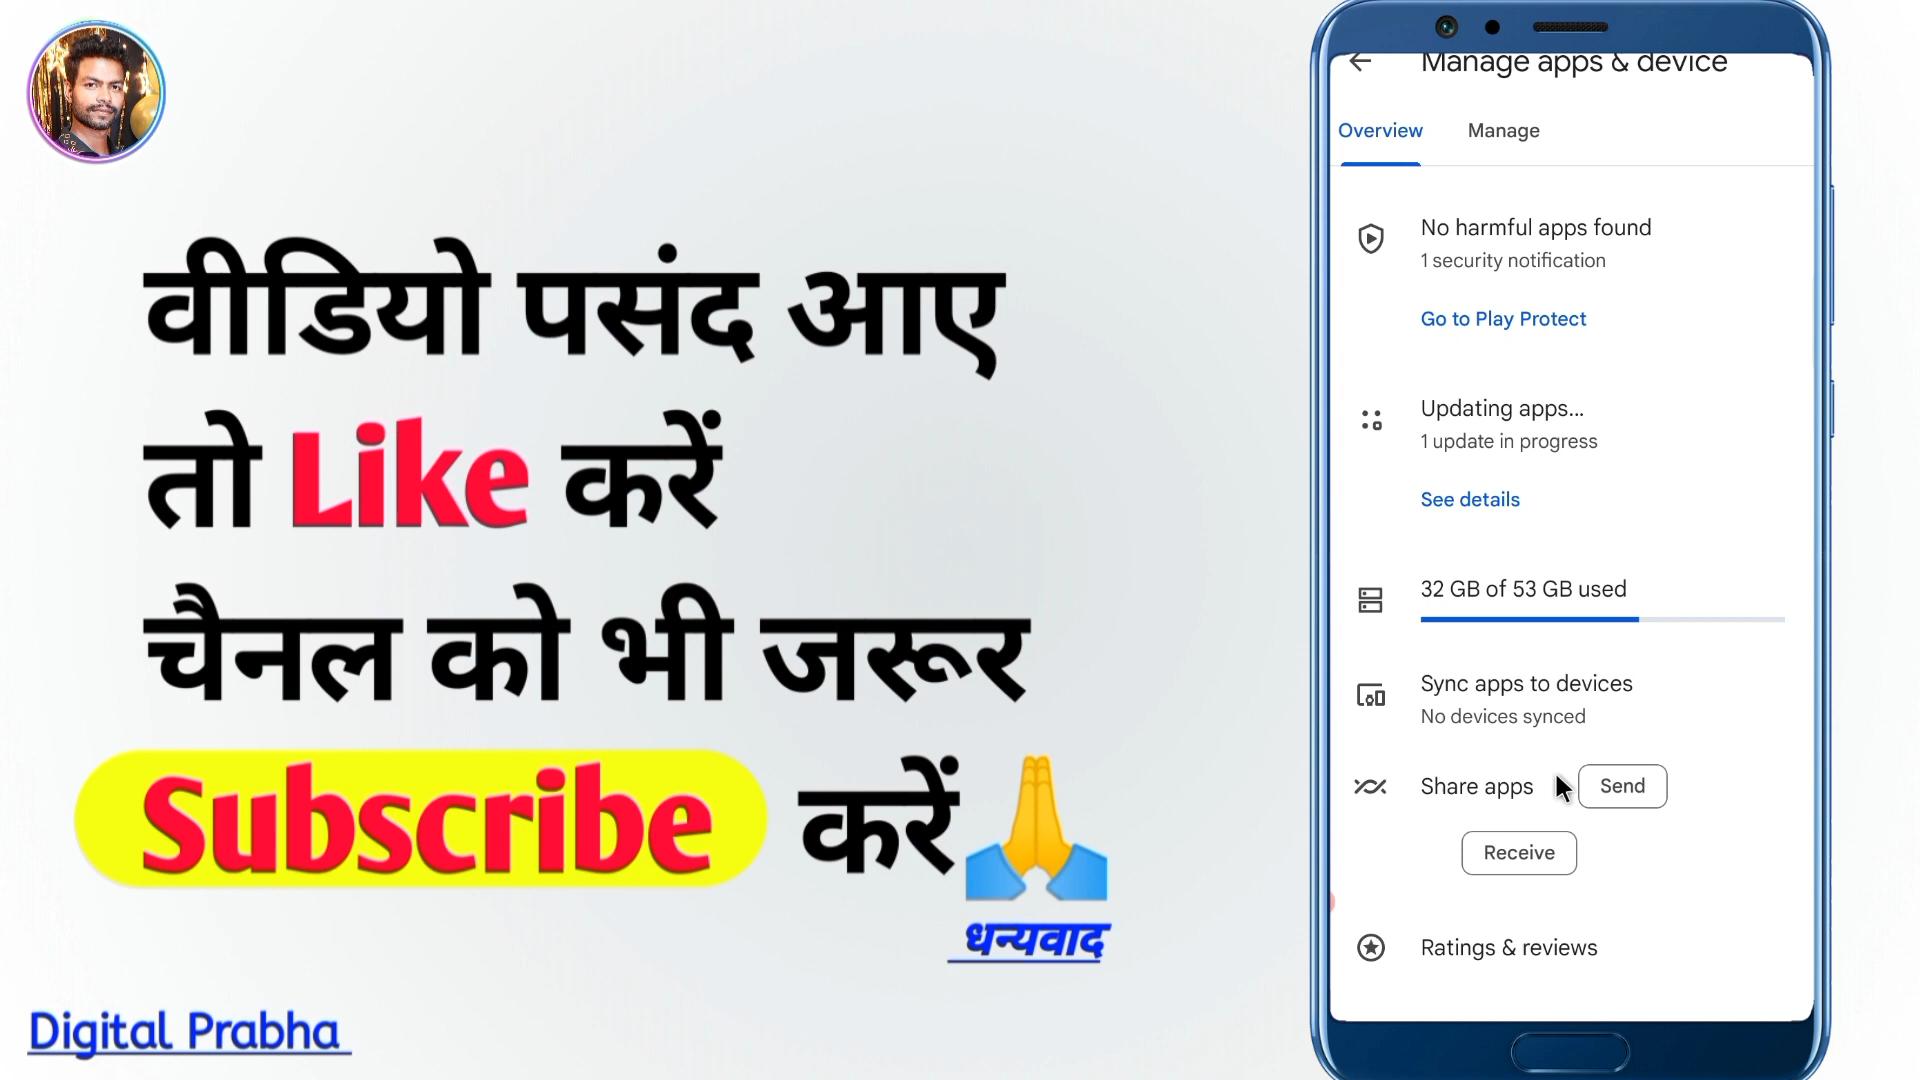 वीडियो पसंद आए
तो Like करें
चैनल को भी जरूर
Subscribe करें
धन्यवाद
Digital Prabha
Manage apps & device
Overview Manage
No harmful apps found
1 security notification
Go to Play Protect
Updating apps...
1 update in progress
See details
32 GB of 53 GB used
Sync apps to devices
No devices synced
Share apps Send
Receive
Ratings & reviews